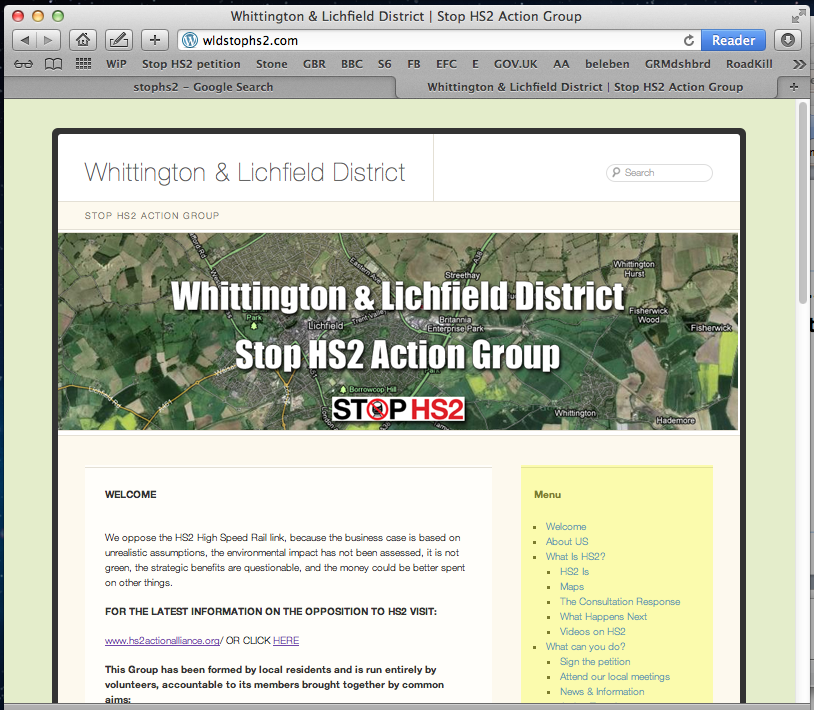 Whittington & Lichfield District | Stop HS2 Action Group
wldstophs2.com
Reader
WiP Stop HS2 petition Stone GBR BBC S6 FB EFC E GOV.UK AA beleben GRMdshbrd RoadKill
stophs2 – Google Search
Whittington & Lichfield District | Stop HS2 Action Group
Whittington & Lichfield District
Search
STOP HS2 ACTION GROUP
Eastern Ave
A38
Streethay
Whittington
Hurst
Whittington & Lichfield District
Park
Lichfield
Trent Valley
Britannia
Enterprise Park
Fisherwick
Wood
Fisherwick
Stop HS2 Action Group
Borrowcop Hill
Lichfield Rd
A461
STOP HS2
Whittington
Hademore
WELCOME
We oppose the HS2 High Speed Rail link, because the business case is based on
unrealistic assumptions, the environmental impact has not been assessed, it is not
green, the strategic benefits are questionable, and the money could be better spent
on other things.
FOR THE LATEST INFORMATION ON THE OPPOSITION TO HS2 VISIT:
www.hs2actionalliance.org/ OR CLICK HERE
This Group has been formed by local residents and is run entirely by
volunteers, accountable to its members brought together by common
aims:
Menu
Welcome
About US
What Is HS2?
HS2 Is
Maps
The Consultation Response
What Happens Next
Videos on HS2
What can you do?
Sign the petition
Attend our local meetings
News & Information